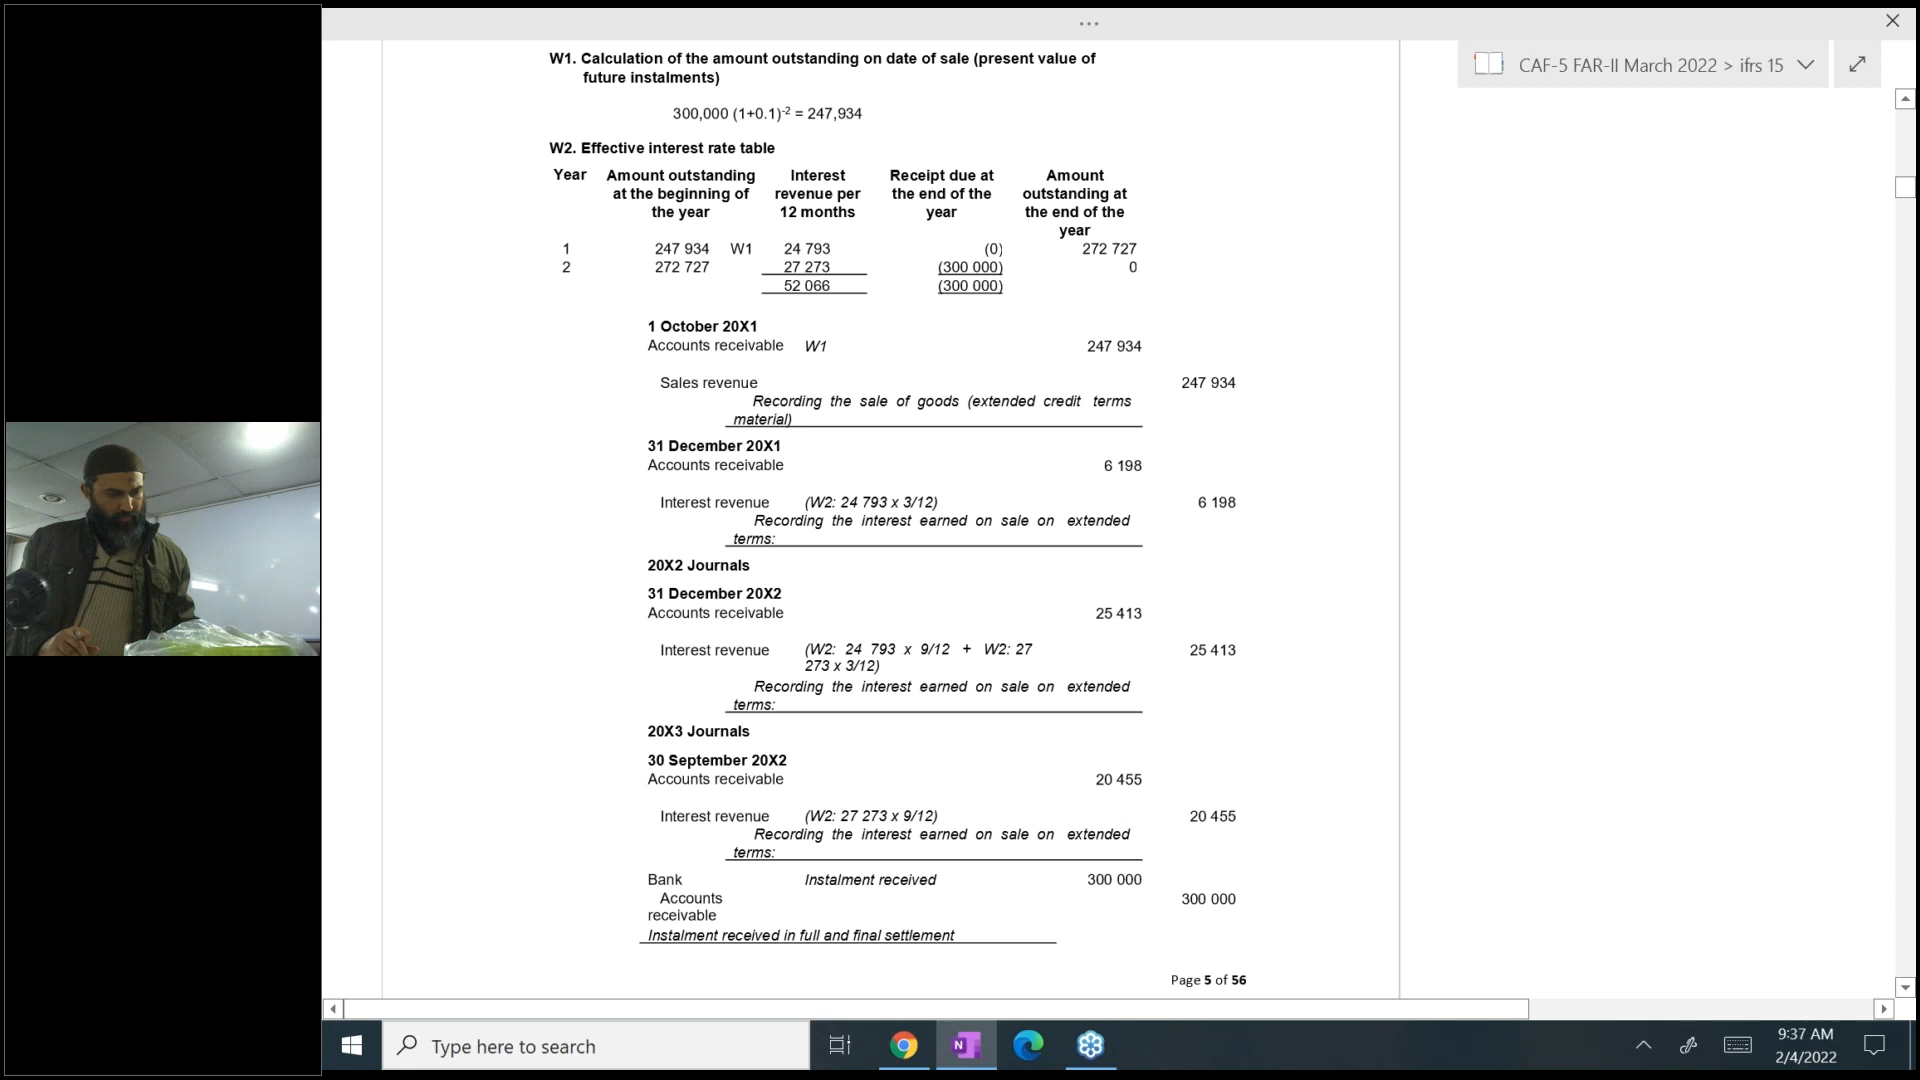 ...
CAF-5 FAR-II March 2022 > ifrs 15
W1. Calculation of the amount outstanding on date of sale (present value of
future instalments)
300,000 (1+0.1)-2 = 247,934
W2. Effective interest rate table
Year Amount outstanding Interest Receipt due at Amount
at the beginning of revenue per the end of the outstanding at
the year 12 months year the end of the
year
1 247 934 W1 24 793 (0) 272 727
2 272 727 27 273 (300 000) 0
52 066 (300 000)
1 October 20X1
Accounts receivable W1 247 934
Sales revenue 247 934
Recording the sale of goods (extended credit terms
material)
31 December 20X1
Accounts receivable 6 198
Interest revenue (W2: 24 793 x 3/12) 6 198
Recording the interest earned on sale on extended
terms:
20X2 Journals
31 December 20X2
Accounts receivable 25 413
Interest revenue (W2: 24 793 x 9/12 + W2: 27 25 413
273 x 3/12)
Recording the interest earned on sale on extended
terms:
20X3 Journals
30 September 20X2
Accounts receivable 20 455
Interest revenue (W2: 27 273 x 9/12) 20 455
Recording the interest earned on sale on extended
terms:
Bank Instalment received 300 000
Accounts 300 000
receivable
Instalment received in full and final settlement
Page 5 of 56
Type here to search
N
9:37 AM
2/4/2022